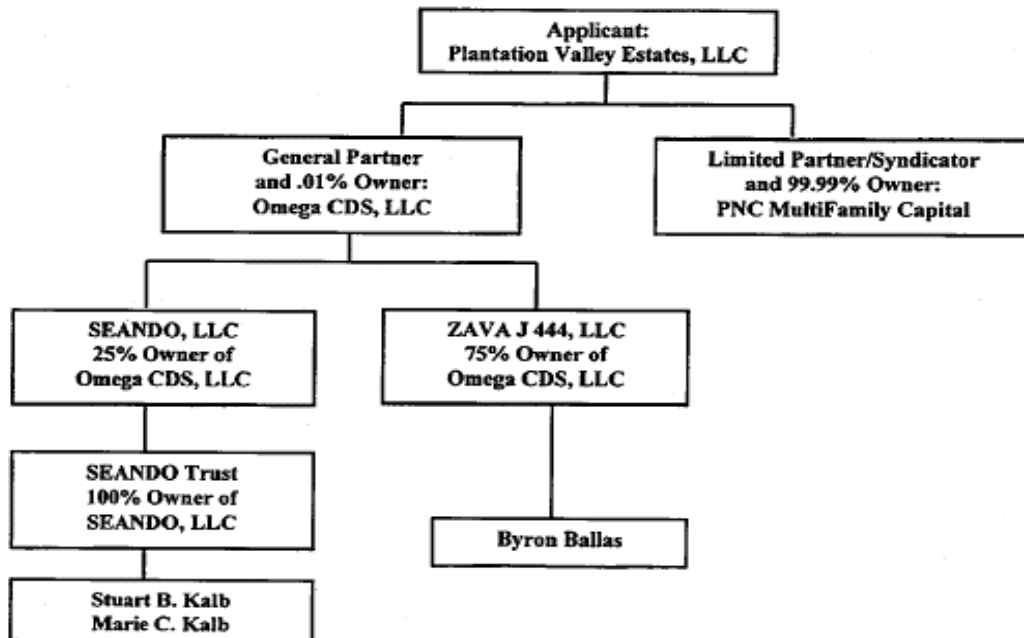 Applicant:
Plantation Valley Estates, LLC
General Partner
and .01% Owner:
Omega CDS, LLC
Limited Partner/Syndicator
and 99.99% Owner:
PNC MultiFamily Capital
SEANDO, LLC
25% Owner of
Omega CDS, LLC
ZAVA J 444, LLC
75% Owner of
Omega CDS, LLC
SEANDO Trust
100% Owner of
SEANDO, LLC
Byron Ballas
Stuart B. Kalb
Marie C. Kalb